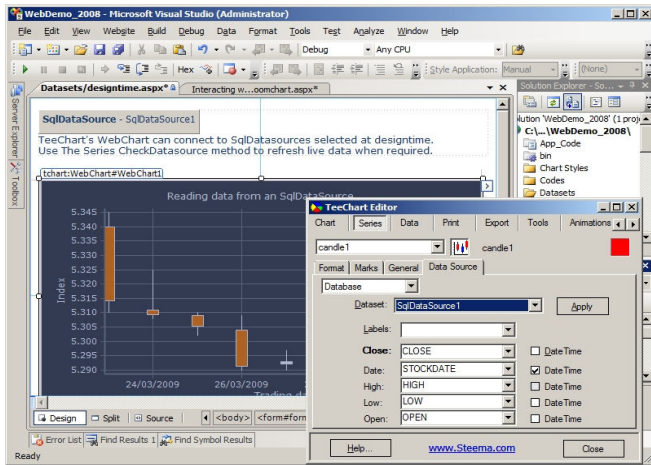 WebDemo_2008 - Microsoft Visual Studio (Administrator)
File Edit View Website Build Debug Data Format Tools Test Analyze Window Help
Debug Any CPU
Hex Style Application: Manual (None)
Datasets/designtime.aspx* Interacting w...oomchart.aspx*
Solution Explorer - So...
Server Explorer
Toolbox
SqlDataSource - SqlDataSource1
TeeChart's WebChart can connect to SqlDatasources selected at designtime.
Use The Series CheckDatasource method to refresh live data when required.
tchart:WebChart#WebChart1
Reading data from an SqlDataSource
5.345
5.340
5.335
5.330
5.325
5.320
5.315
5.310
5.305
5.300
5.295
5.290
Index
24/03/2009 26/03/2009
Trading da
lution 'WebDemo_2008' (1 proje
C:\...\WebDemo_2008\
App_Code
bin
Chart Styles
Codes
Datasets
TeeChart Editor
Chart Series Data Print Export Tools Animations
candle1 candle1
Format Marks General Data Source
Database
Dataset: SqlDataSource1 Apply
Labels:
Close: CLOSE DateTime
Date: STOCKDATE DateTime
High: HIGH DateTime
Low: LOW DateTime
Open: OPEN DateTime
Help... www.Steema.com Close
Design Split Source <body> <form#form
Error List Find Results 1 Find Symbol Results
Ready